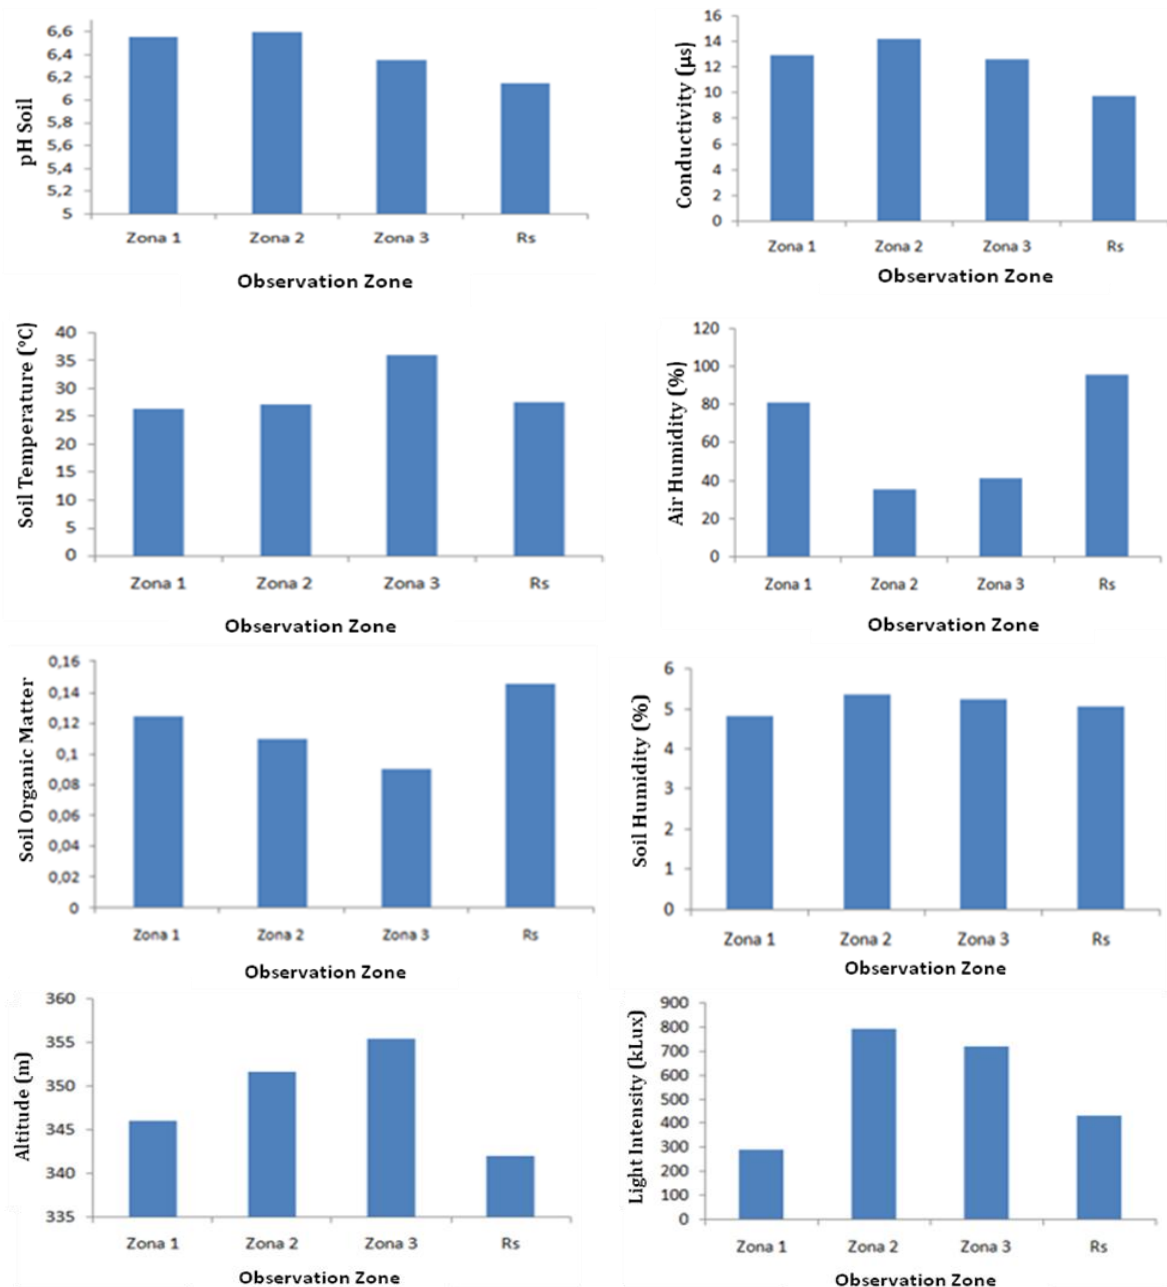 pH Soil
6,6
6,4
6,2
6
5,8
5,6
5,4
5,2
5
Zona 1 Zona 2 Zona 3 Rs
Observation Zone
Conductivity (µs)
16
14
12
10
8
6
4
2
0
Zona 1 Zona 2 Zona 3 Rs
Observation Zone
Soil Temperature (°C)
40
35
30
25
20
15
10
5
0
Zona 1 Zona 2 Zona 3 Rs
Observation Zone
Air Humidity (%)
120
100
80
60
40
20
0
Zona 1 Zona 2 Zona 3 Rs
Observation Zone
Soil Organic Matter
0,16
0,14
0,12
0,1
0,08
0,06
0,04
0,02
0
Zona 1 Zona 2 Zona 3 Rs
Observation Zone
Soil Humidity (%)
6
5
4
3
2
1
0
Zona 1 Zona 2 Zona 3 Rs
Observation Zone
Altitude (m)
360
355
350
345
340
335
Zona 1 Zona 2 Zona 3 Rs
Observation Zone
Light Intensity (kLux)
900
800
700
600
500
400
300
200
100
0
Zona 1 Zona 2 Zona 3 Rs
Observation Zone